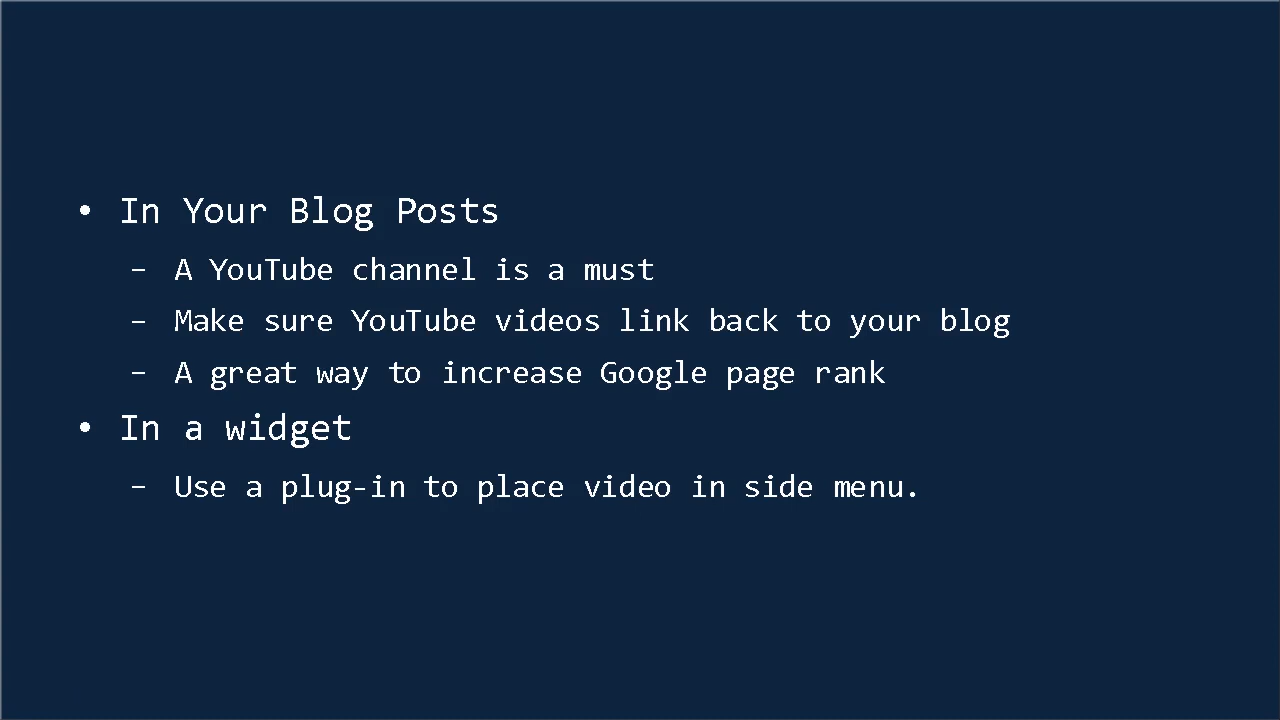 • In Your Blog Posts
– A YouTube channel is a must
– Make sure YouTube videos link back to your blog
– A great way to increase Google page rank
• In a widget
– Use a plug-in to place video in side menu.